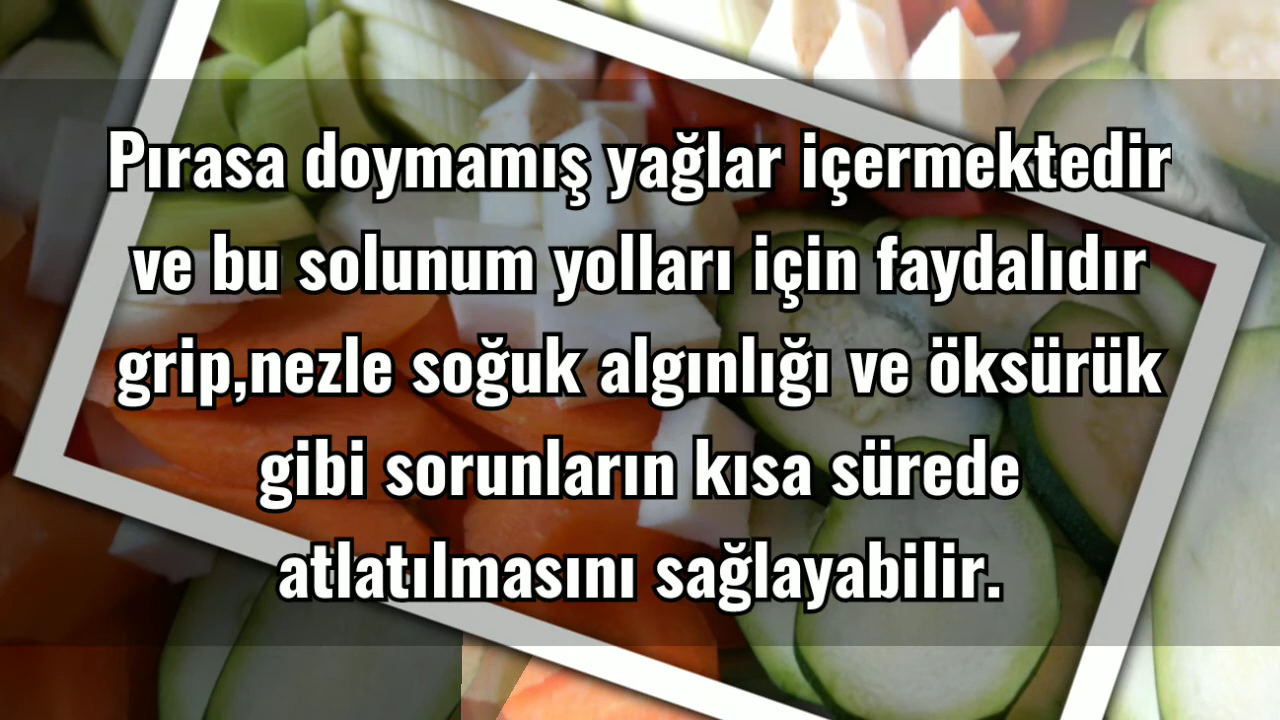 Pırasa doymamış yağlar içermektedir
ve bu solunum yolları için faydalıdır
grip,nezle soğuk algınlığı ve öksürük
gibi sorunların kısa sürede
atlatılmasını sağlayabilir.